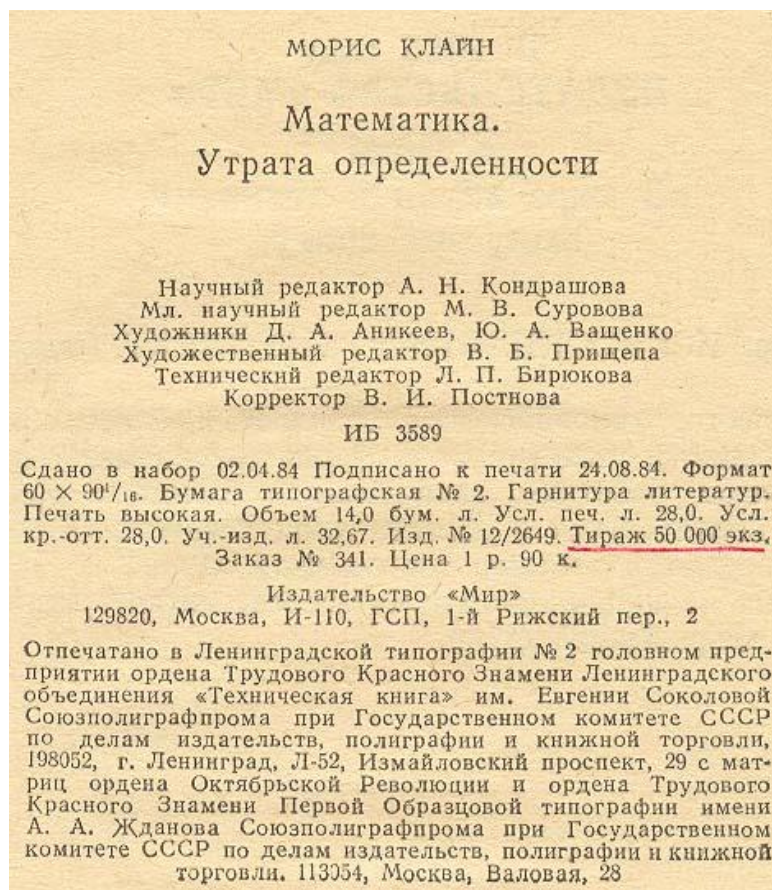 МОРИС КЛАЙН
Математика.
Утрата определенности
Научный редактор А. Н. Кондрашова
Мл. научный редактор М. В. Суровова
Художники Д. А. Аникеев, Ю. А. Ващенко
Художественный редактор В. Б. Прищепа
Технический редактор Л. П. Бирюкова
Корректор В. И. Постнова
ИБ 3589
Сдано в набор 02.04.84 Подписано к печати 24.08.84. Формат
60 × 90¹/₁₆. Бумага типографская № 2. Гарнитура литератур.
Печать высокая. Объем 14,0 бум. л. Усл. печ. л. 28,0. Усл.
кр.-отт. 28,0. Уч.-изд. л. 32,67. Изд. № 12/2649. Тираж 50 000 экз.
Заказ № 341. Цена 1 р. 90 к.
Издательство «Мир»
129820, Москва, И-110, ГСП, 1-й Рижский пер., 2
Отпечатано в Ленинградской типографии № 2 головном пред-
приятии ордена Трудового Красного Знамени Ленинградского
объединения «Техническая книга» им. Евгении Соколовой
Союзполиграфпрома при Государственном комитете СССР
по делам издательств, полиграфии и книжной торговли,
198052, г. Ленинград, Л-52, Измайловский проспект, 29 с мат-
риц ордена Октябрьской Революции и ордена Трудового
Красного Знамени Первой Образцовой типографии имени
А. А. Жданова Союзполиграфпрома при Государственном
комитете СССР по делам издательств, полиграфии и книжной
торговли. 113054, Москва, Валовая, 28